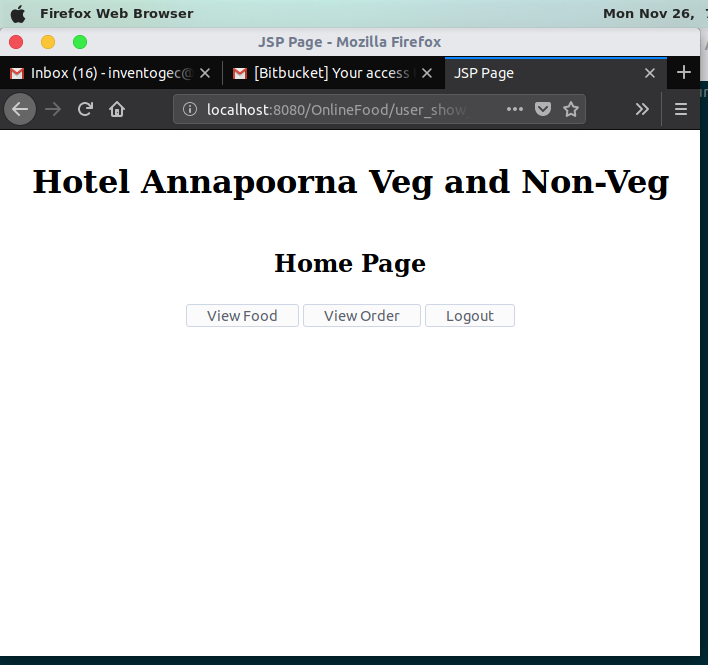 Firefox Web Browser Mon Nov 26,
JSP Page - Mozilla Firefox
Inbox (16) - inventogec@ [Bitbucket] Your access JSP Page
localhost:8080/OnlineFood/user_show
Hotel Annapoorna Veg and Non-Veg
Home Page
View Food View Order Logout